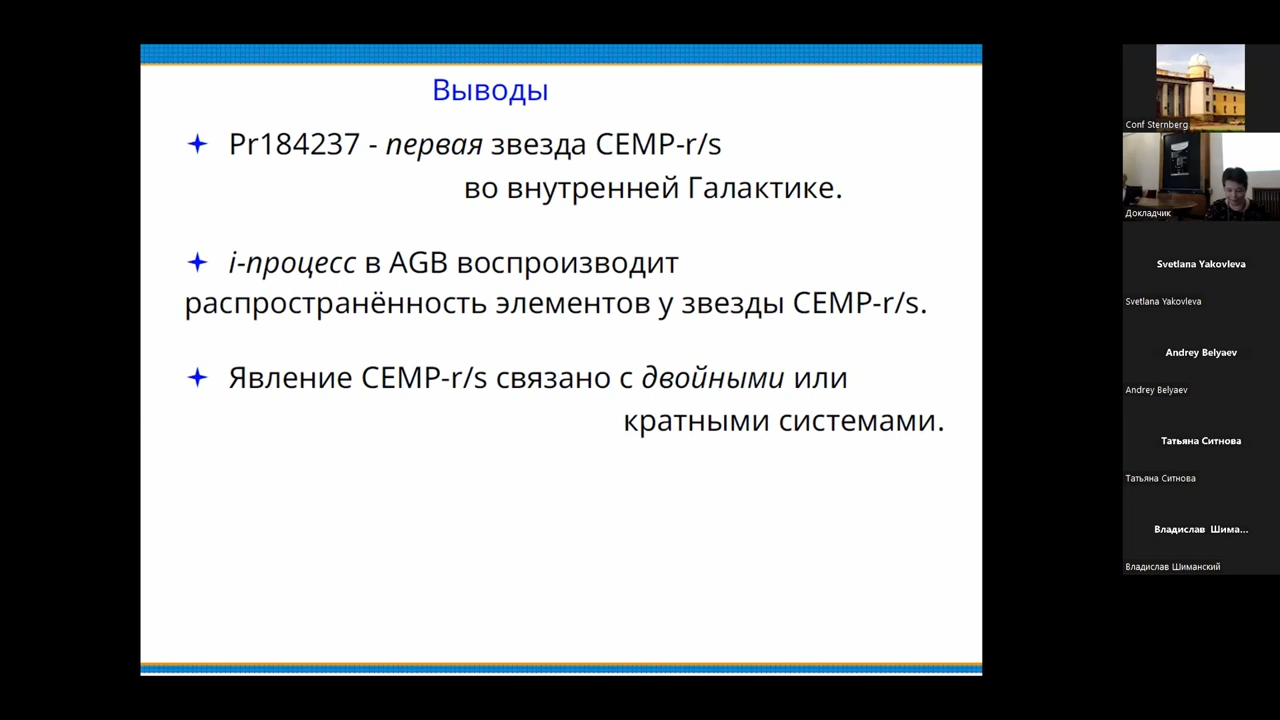 Выводы
Pr184237 - первая звезда CEMP-r/s
во внутренней Галактике.
i-процесс в AGB воспроизводит
распространённость элементов у звезды CEMP-r/s.
Явление CEMP-r/s связано с двойными или
кратными системами.
Conf Sternberg
Докладчик
Svetlana Yakovleva
Svetlana Yakovleva
Andrey Belyaev
Andrey Belyaev
Татьяна Ситнова
Татьяна Ситнова
Владислав Шима...
Владислав Шиманский